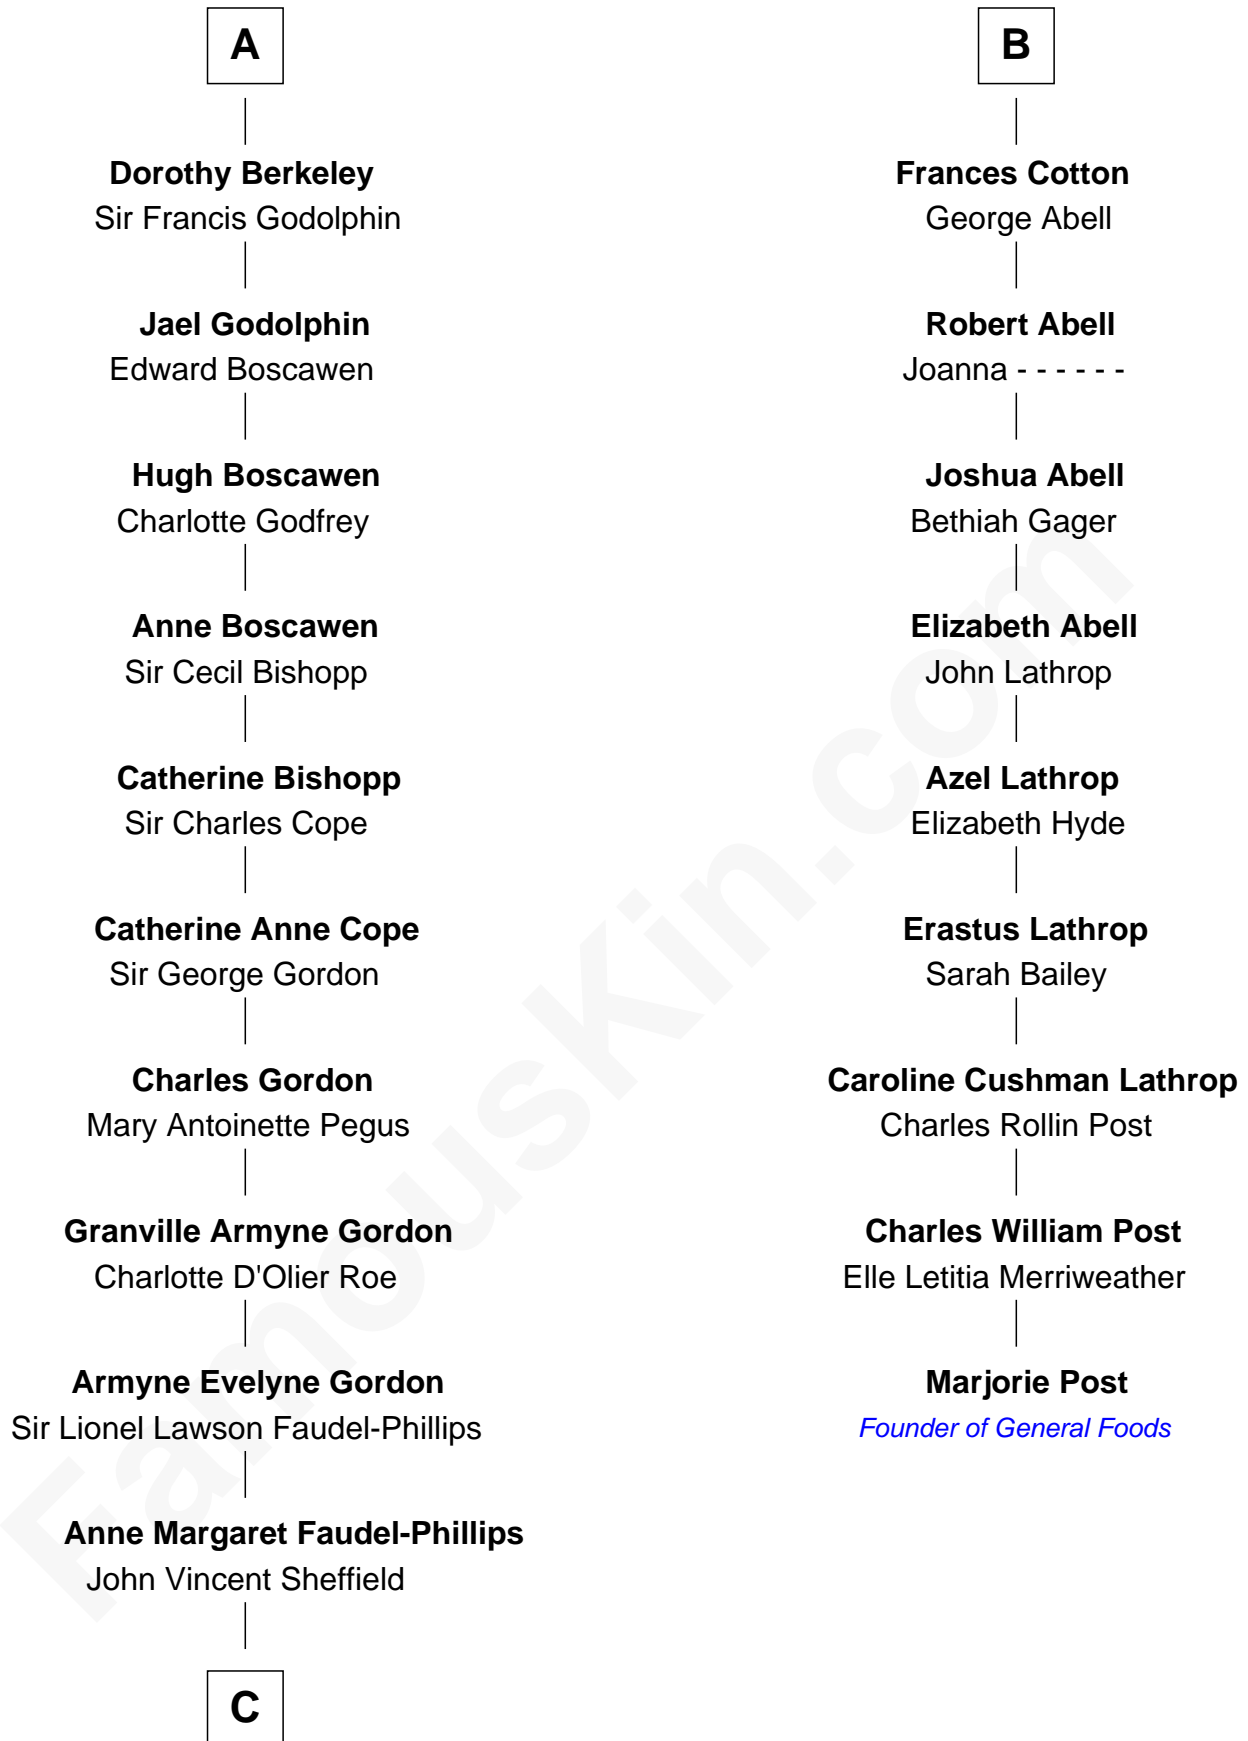 A
Dorothy Berkeley
Sir Francis Godolphin
Jael Godolphin
Edward Boscawen
Hugh Boscawen
Charlotte Godfrey
Anne Boscawen
Sir Cecil Bishopp
Catherine Bishopp
Sir Charles Cope
Catherine Anne Cope
Sir George Gordon
Charles Gordon
Mary Antoinette Pegus
Granville Armyne Gordon
Charlotte D'Olier Roe
Armyne Evelyne Gordon
Sir Lionel Lawson Faudel-Phillips
Anne Margaret Faudel-Phillips
John Vincent Sheffield
C
B
Frances Cotton
George Abell
Robert Abell
Joanna - - - - - -
Joshua Abell
Bethiah Gager
Elizabeth Abell
John Lathrop
Azel Lathrop
Elizabeth Hyde
Erastus Lathrop
Sarah Bailey
Caroline Cushman Lathrop
Charles Rollin Post
Charles William Post
Elle Letitia Merriweather
Marjorie Post
Founder of General Foods
FamousKin.com